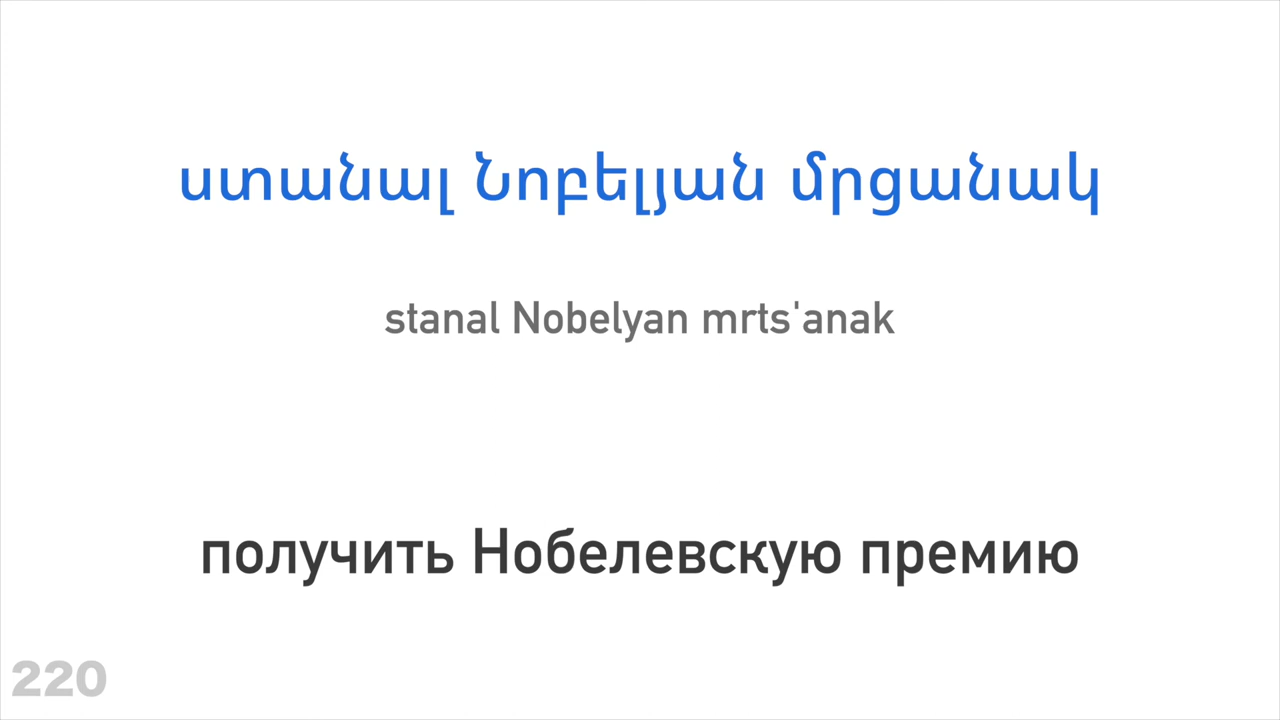 ստանալ Նոբելյան մրցանակ
stanal Nobelyan mrts'anak
получить Нобелевскую премию
220